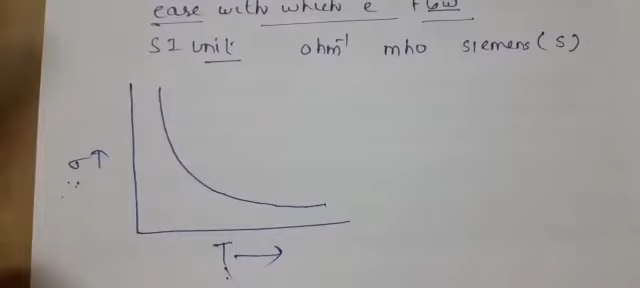 ease with which e⁻ flow
SI unit ohm⁻¹ mho siemens (S)
σ↑
T →